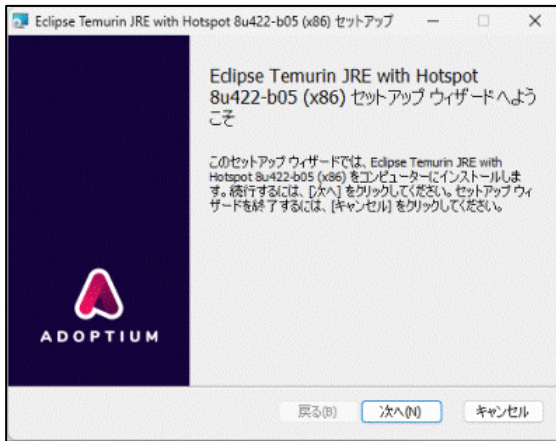 Eclipse Temurin JRE with Hotspot 8u422-b05 (x86) セットアップ
Eclipse Temurin JRE with Hotspot
8u422-b05 (x86) セットアップ ウィザードへよう
こそ
このセットアップ ウィザードでは、Eclipse Temurin JRE with
Hotspot 8u422-b05 (x86) をコンピューターにインストールしま
す。続行するには、[次へ] をクリックしてください。セットアップ ウィ
ザードを終了するには、[キャンセル] をクリックしてください。
ADOPTIUM
戻る(B) 次へ(N) キャンセル